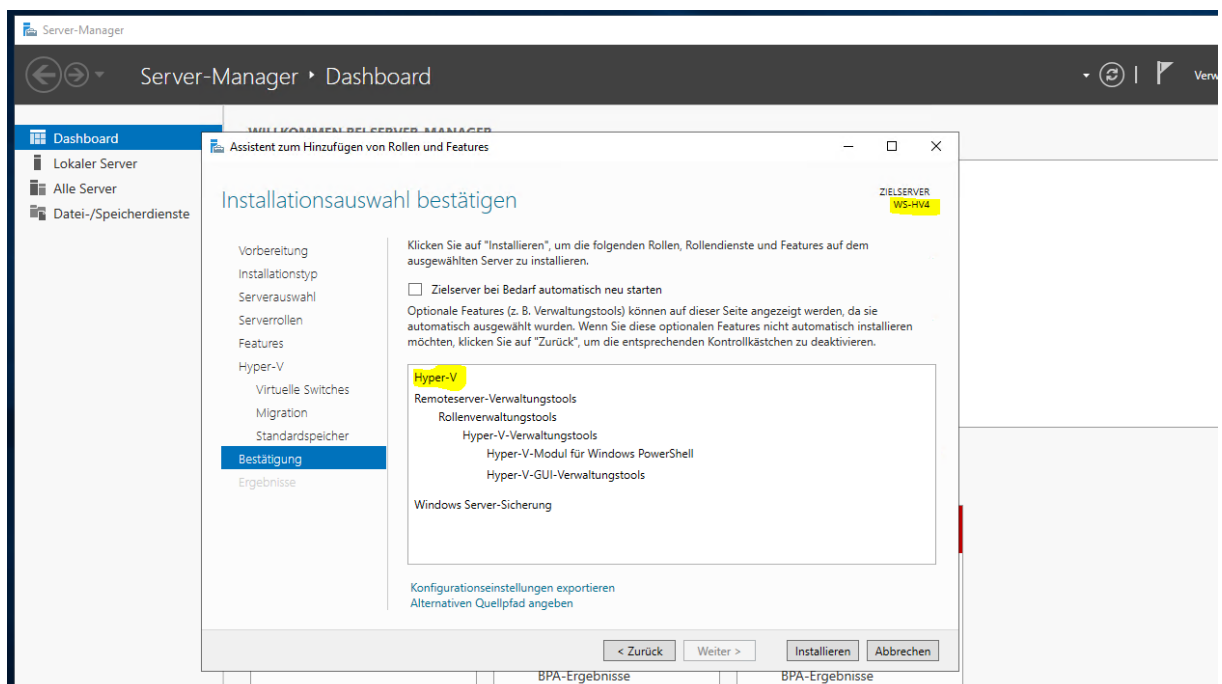 Server-Manager
Server-Manager ‣ Dashboard
Verw
Dashboard
Lokaler Server
Alle Server
Datei-/Speicherdienste
WILLKOMMEN BEI SERVER-MANAGER
Assistent zum Hinzufügen von Rollen und Features
Installationsauswahl bestätigen
ZIELSERVER
WS-HV4
Vorbereitung
Installationstyp
Serverauswahl
Serverrollen
Features
Hyper-V
Virtuelle Switches
Migration
Standardspeicher
Bestätigung
Ergebnisse
Klicken Sie auf "Installieren", um die folgenden Rollen, Rollendienste und Features auf dem
ausgewählten Server zu installieren.
Zielserver bei Bedarf automatisch neu starten
Optionale Features (z. B. Verwaltungstools) können auf dieser Seite angezeigt werden, da sie
automatisch ausgewählt wurden. Wenn Sie diese optionalen Features nicht automatisch installieren
möchten, klicken Sie auf "Zurück", um die entsprechenden Kontrollkästchen zu deaktivieren.
Hyper-V
Remoteserver-Verwaltungstools
Rollenverwaltungstools
Hyper-V-Verwaltungstools
Hyper-V-Modul für Windows PowerShell
Hyper-V-GUI-Verwaltungstools
Windows Server-Sicherung
Konfigurationseinstellungen exportieren
Alternativen Quellpfad angeben
< Zurück
Weiter >
Installieren
Abbrechen
BPA-Ergebnisse
BPA-Ergebnisse